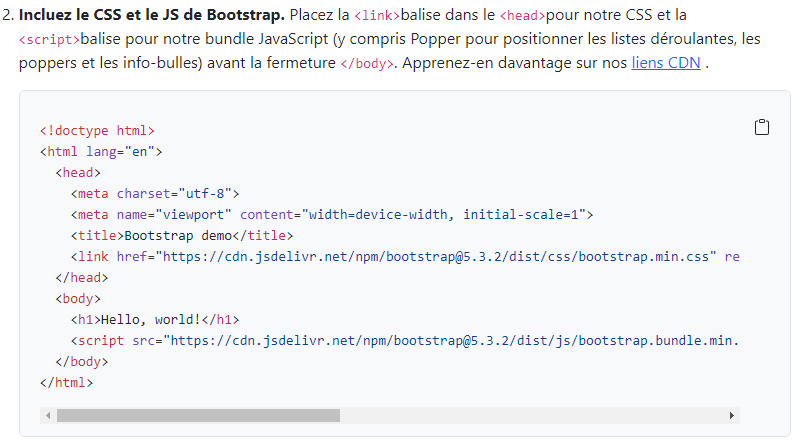 2. Incluez le CSS et le JS de Bootstrap. Placez la <link>balise dans le <head>pour notre CSS et la
<script>balise pour notre bundle JavaScript (y compris Popper pour positionner les listes déroulantes, les
poppers et les info-bulles) avant la fermeture </body>. Apprenez-en davantage sur nos liens CDN .
<!doctype html>
<html lang="en">
  <head>
    <meta charset="utf-8">
    <meta name="viewport" content="width=device-width, initial-scale=1">
    <title>Bootstrap demo</title>
    <link href="https://cdn.jsdelivr.net/npm/bootstrap@5.3.2/dist/css/bootstrap.min.css" re
  </head>
  <body>
    <h1>Hello, world!</h1>
    <script src="https://cdn.jsdelivr.net/npm/bootstrap@5.3.2/dist/js/bootstrap.bundle.min.
  </body>
</html>